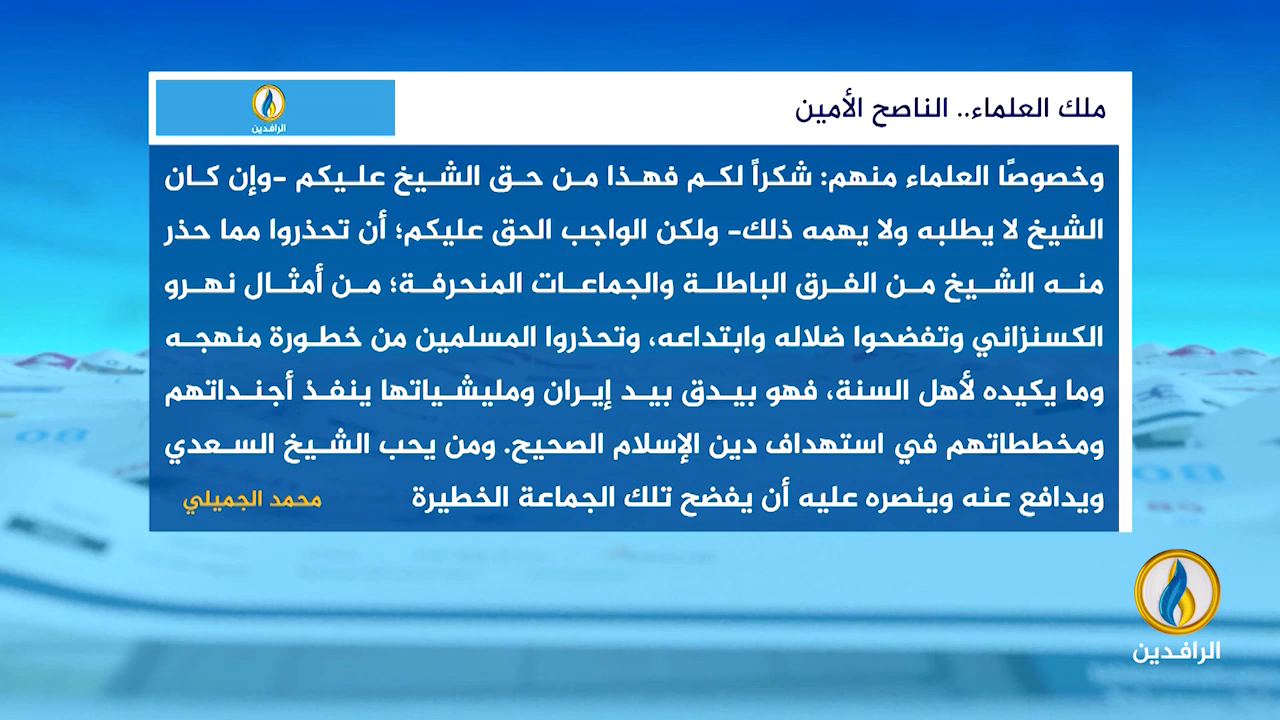 ملك العلماء.. الناصح الأمين
الرافدين
وخصوصًا العلماء منهم: شكراً لكم فهذا من حق الشيخ عليكم -وإن كان
الشيخ لا يطلبه ولا يهمه ذلك- ولكن الواجب الحق عليكم؛ أن تحذروا مما حذر
منه الشيخ من الفرق الباطلة والجماعات المنحرفة؛ من أمثال نهرو
الكسنزاني وتفضحوا ضلاله وابتداعه، وتحذروا المسلمين من خطورة منهجه
وما يكيده لأهل السنة، فهو بيدق بيد إيران ومليشياتها ينفذ أجنداتهم
ومخططاتهم في استهداف دين الإسلام الصحيح. ومن يحب الشيخ السعدي
ويدافع عنه وينصره عليه أن يفضح تلك الجماعة الخطيرة
محمد الجميلي
الرافدين